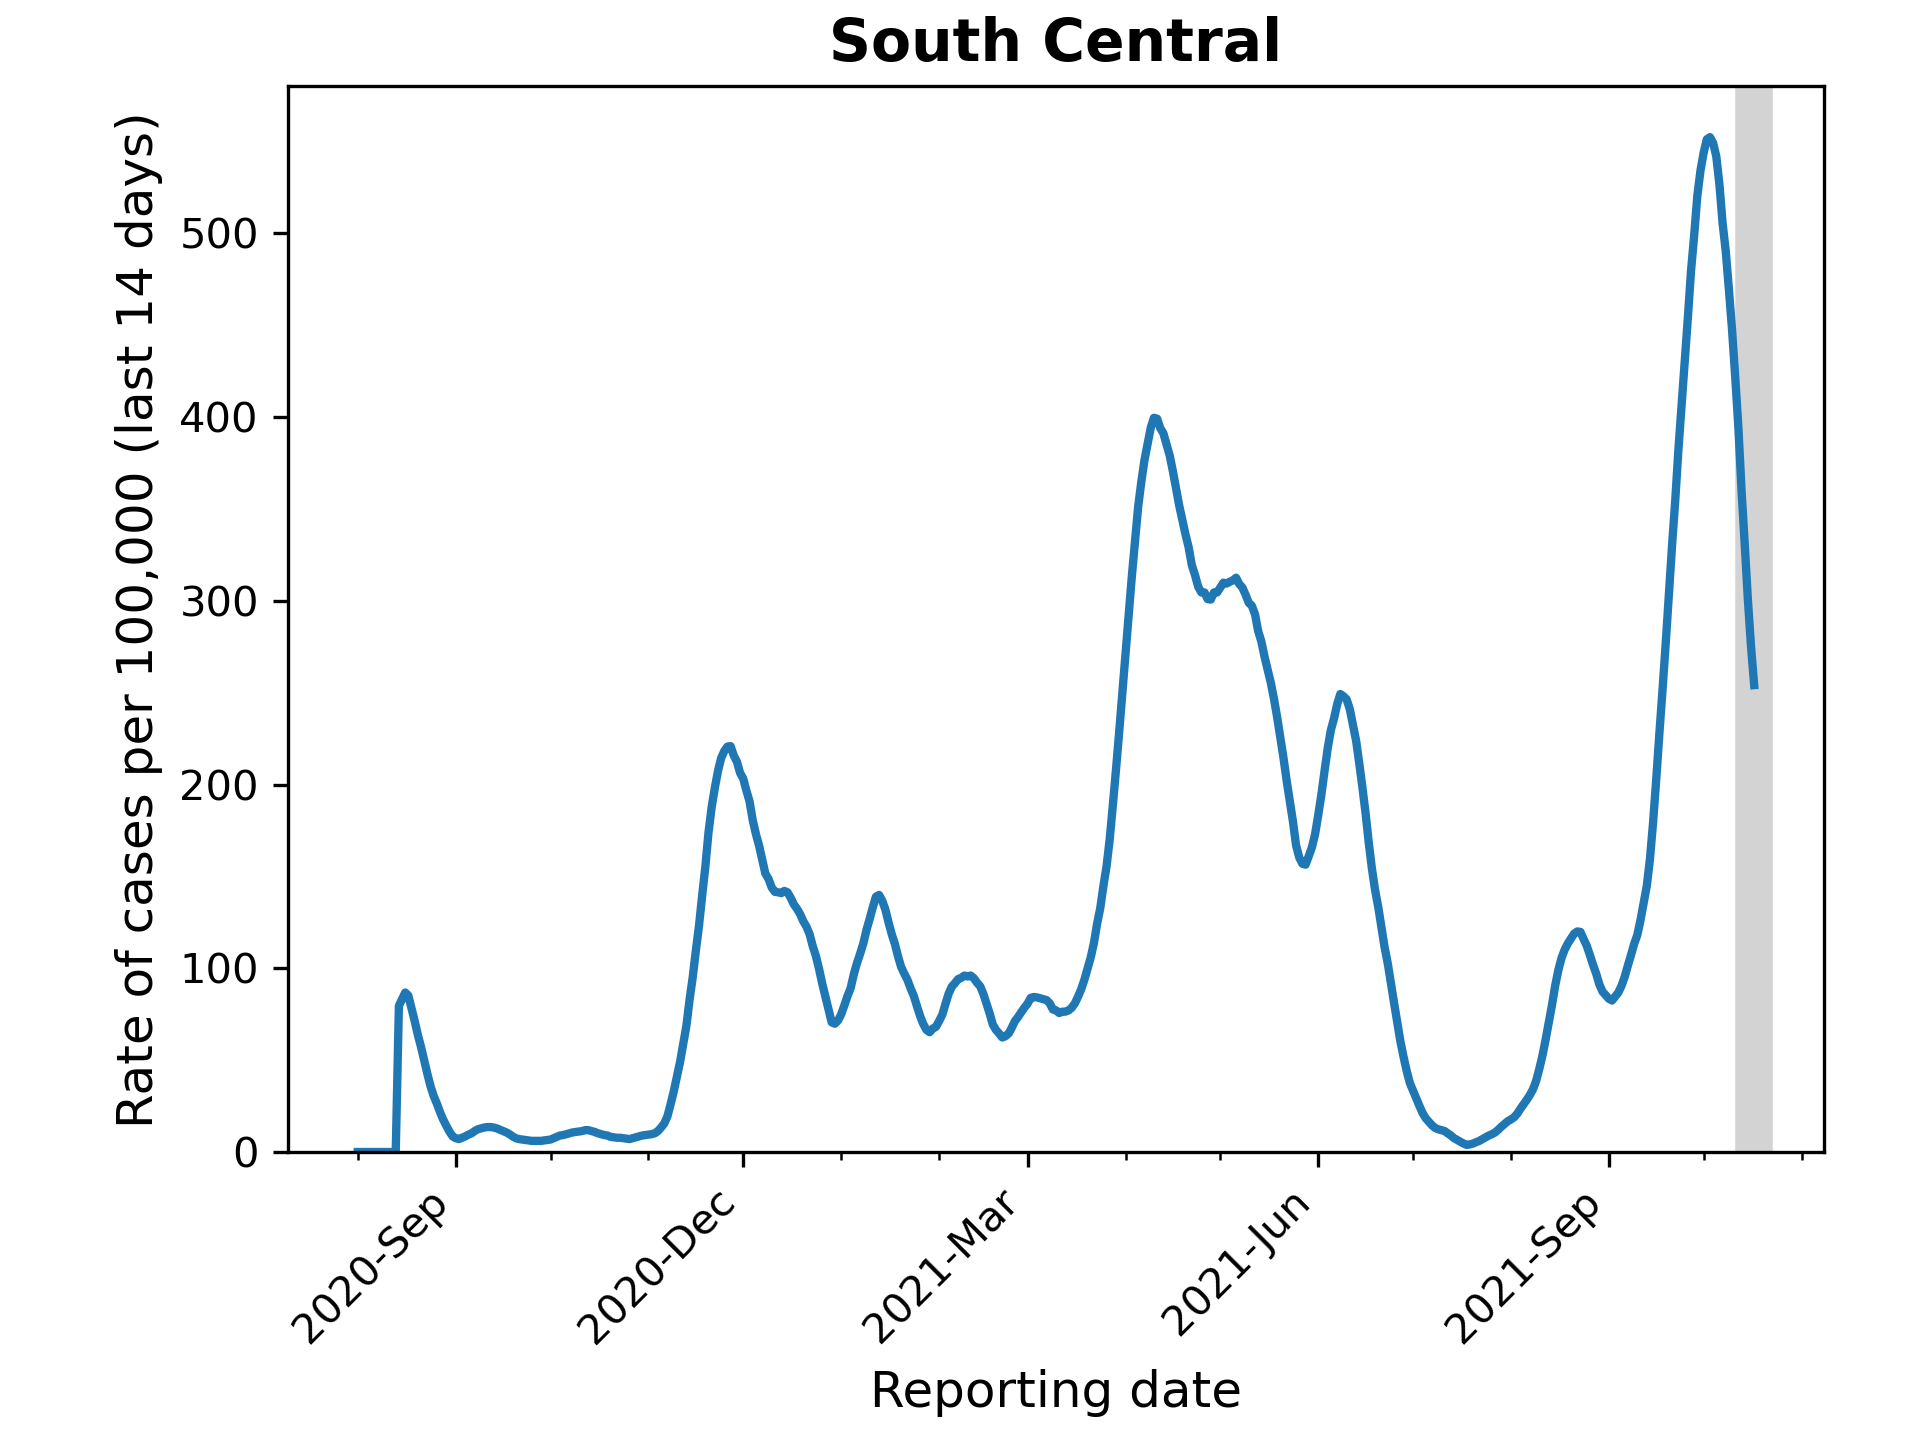 South Central
Rate of cases per 100,000 (last 14 days)
500
400
300
200
100
0
2020-Sep
2020-Dec
2021-Mar
2021-Jun
2021-Sep
Reporting date